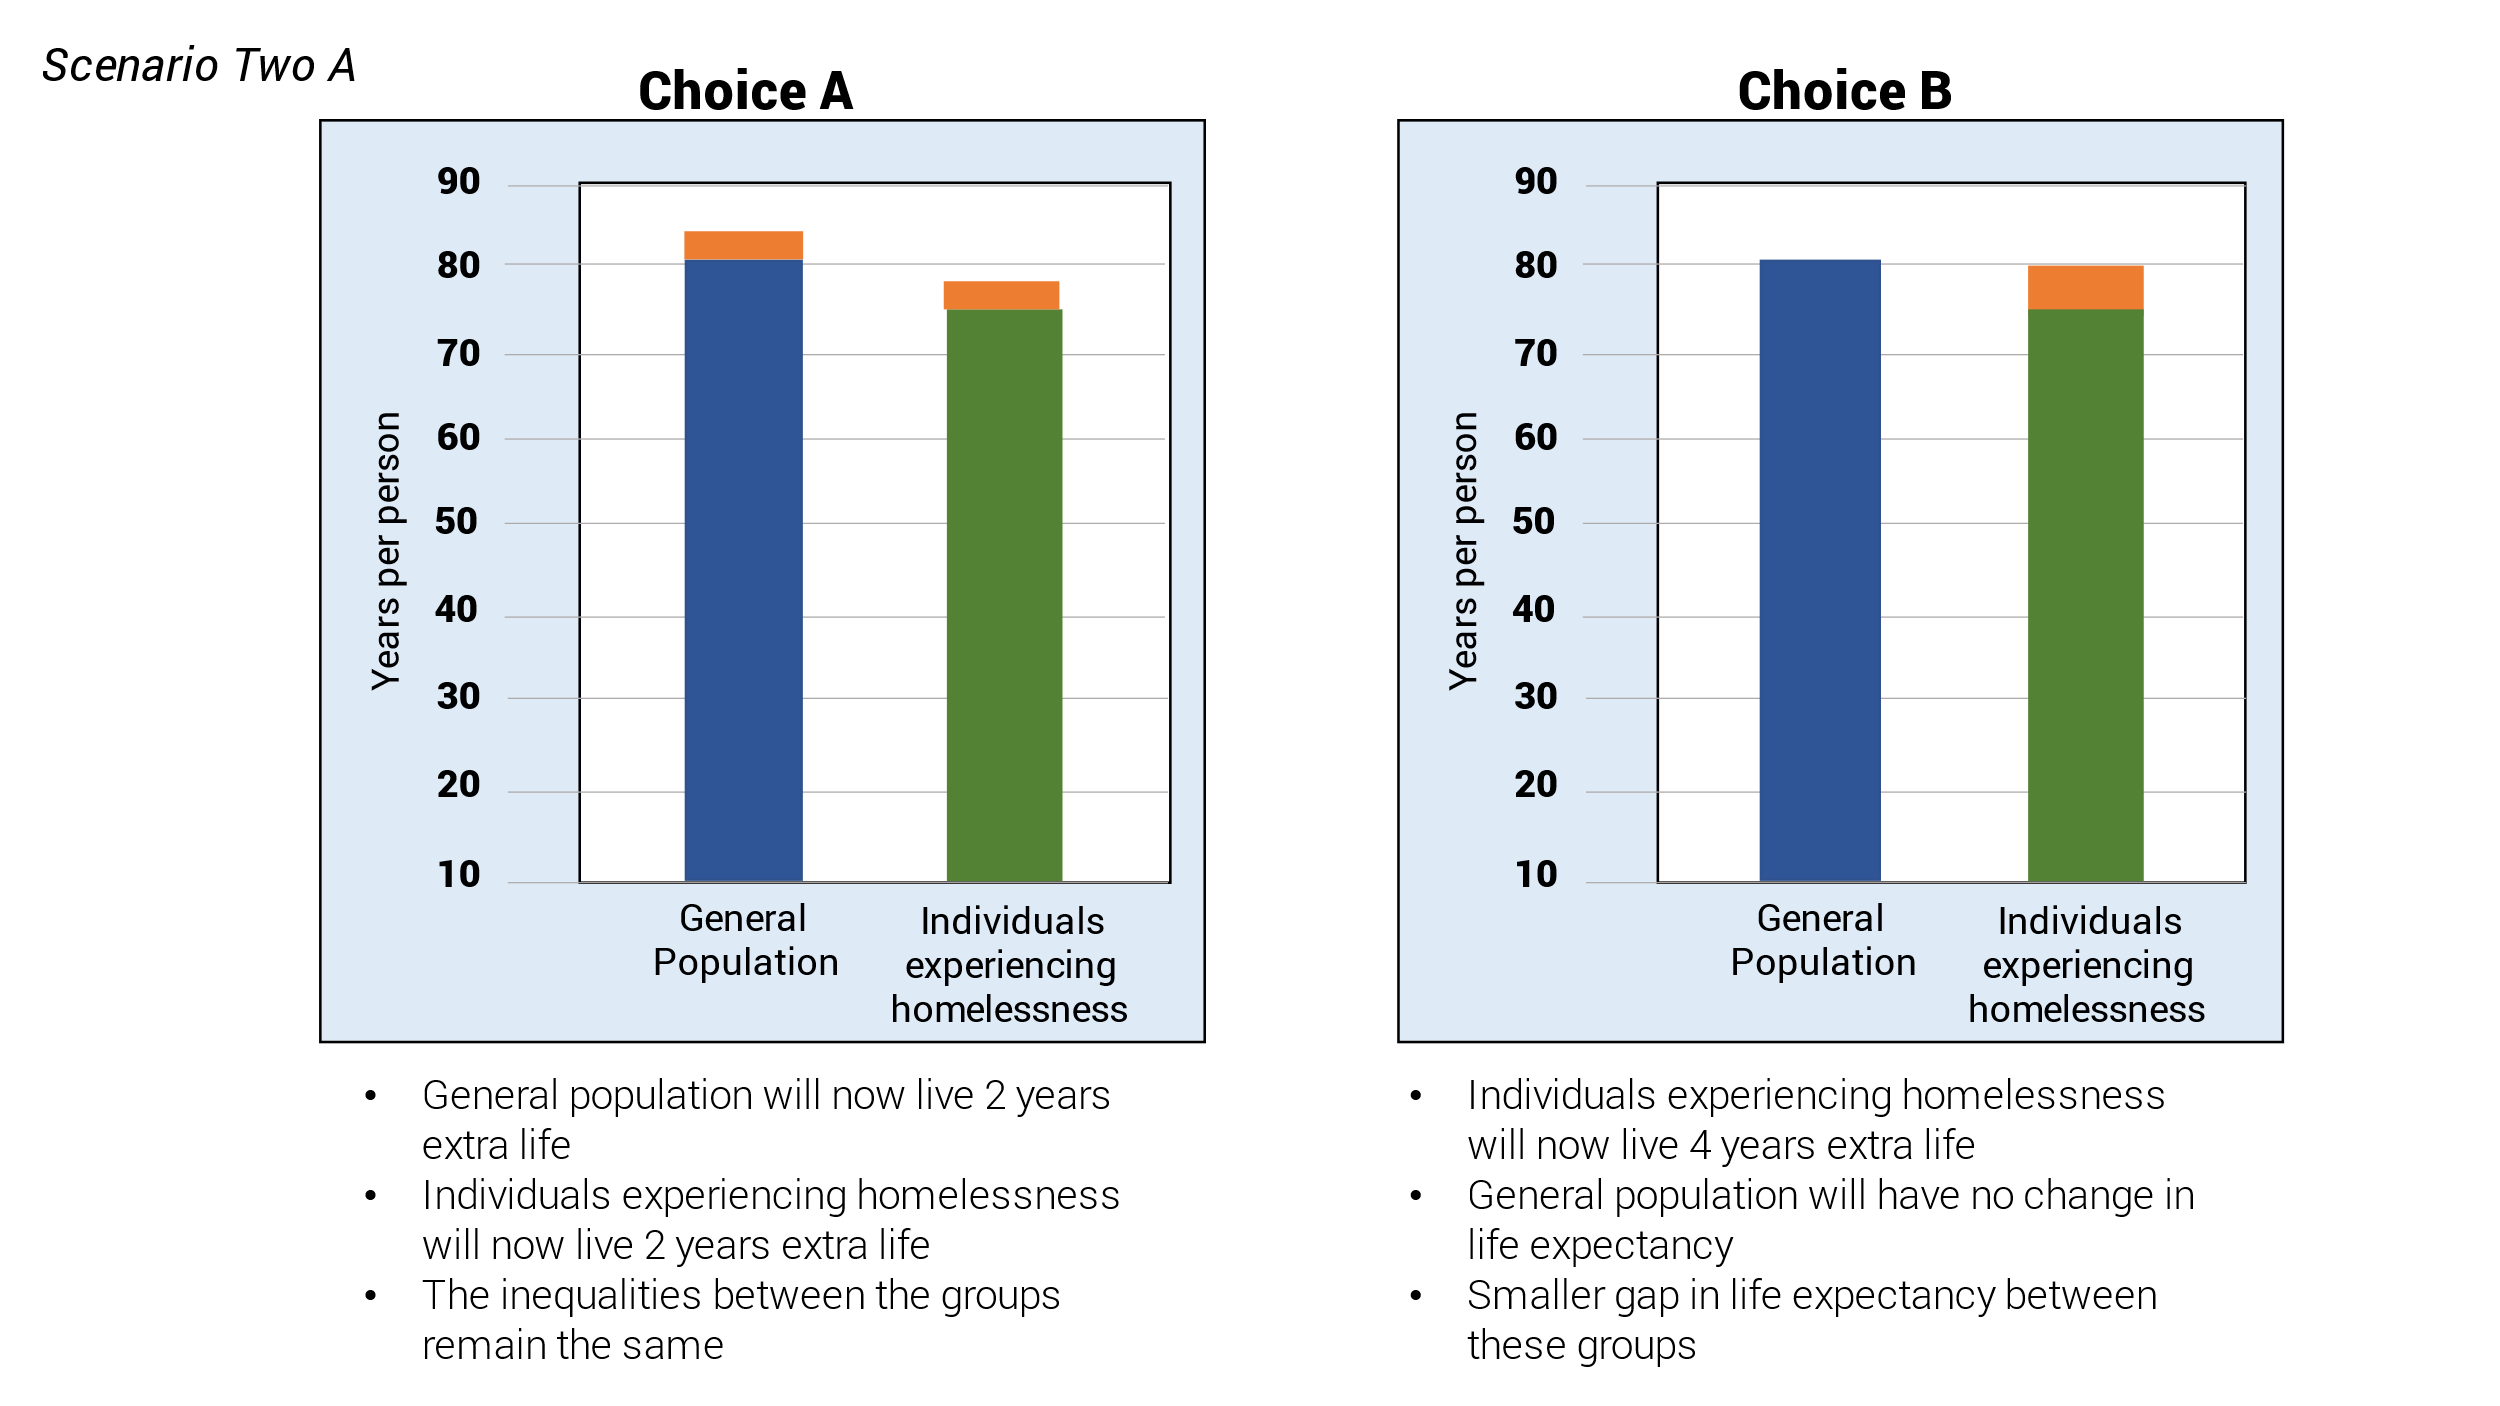 Scenario Two A
Choice A
90
80
70
60
50
40
30
20
10
Years per person
General
Population
Individuals
experiencing
homelessness
• General population will now live 2 years
extra life
• Individuals experiencing homelessness
will now live 2 years extra life
• The inequalities between the groups
remain the same
Choice B
90
80
70
60
50
40
30
20
10
Years per person
General
Population
Individuals
experiencing
homelessness
• Individuals experiencing homelessness
will now live 4 years extra life
• General population will have no change in
life expectancy
• Smaller gap in life expectancy between
these groups